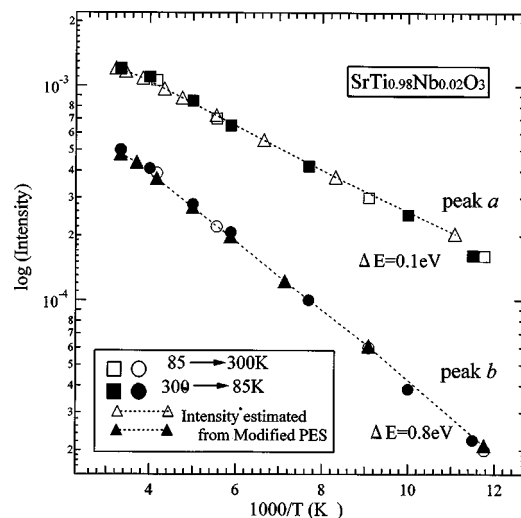 SrTi0.98Nb0.02O3
10⁻³
8
7
6
5
4
3
2
peak a
ΔE=0.1eV
log (Intensity)
10⁻⁴
8
7
6
5
4
3
2
85 → 300K
300 → 85K
Intensity estimated
from Modified PES
peak b
ΔE=0.8eV
4 6 8 10 12
1000/T (K )